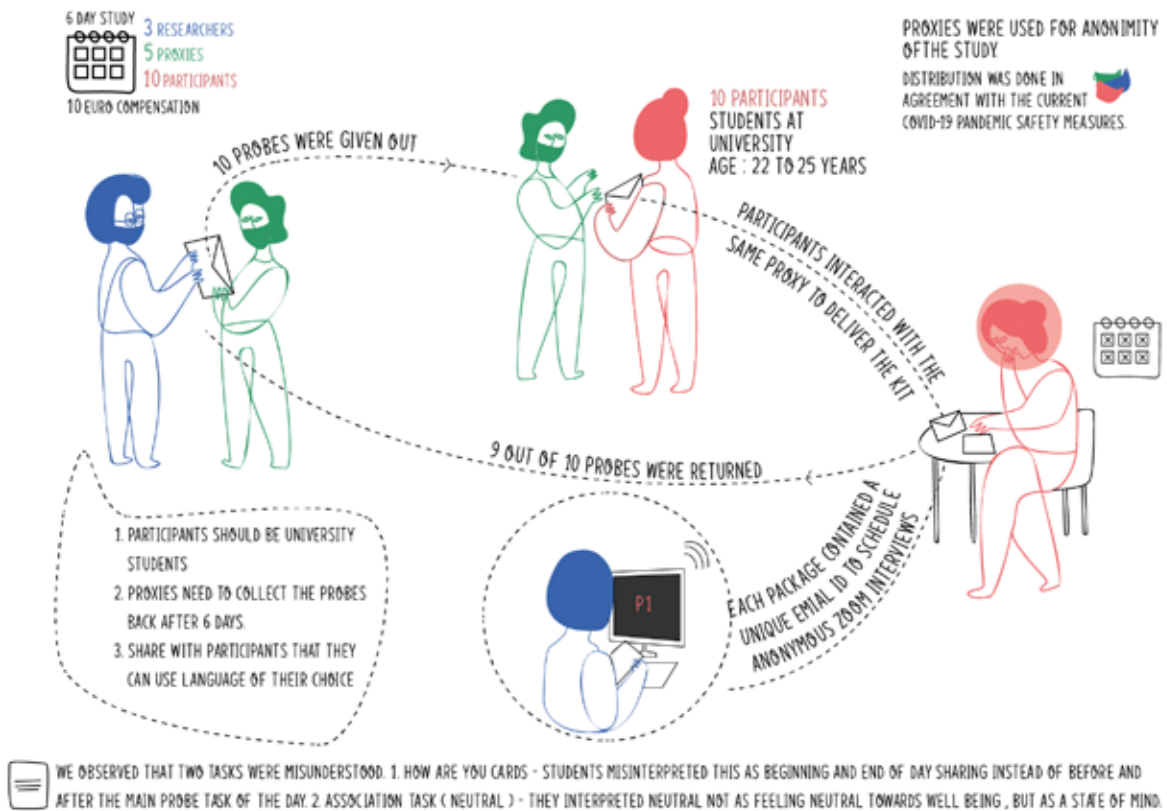 6 DAY STUDY
3 RESEARCHERS
5 PROXIES
10 PARTICIPANTS
10 EURO COMPENSATION
PROXIES WERE USED FOR ANONIMITY
OFTHE STUDY.
DISTRIBUTION WAS DONE IN
AGREEMENT WITH THE CURRENT
COVID-19 PANDEMIC SAFETY MEASURES.
10 PROBES WERE GIVEN OUT
10 PARTICIPANTS
STUDENTS AT
UNIVERSITY
AGE : 22 TO 25 YEARS
PARTICIPANTS INTERACTED WITH THE
SAME PROXY TO DELIVER THE KIT
9 OUT OF 10 PROBES WERE RETURNED
EACH PACKAGE CONTAINED A
UNIQUE EMIAL ID TO SCHEDULE
ANONYMOUS ZOOM INTERVIEWS
P1
1. PARTICIPANTS SHOULD BE UNIVERSITY
STUDENTS
2. PROXIES NEED TO COLLECT THE PROBES
BACK AFTER 6 DAYS.
3. SHARE WITH PARTICIPANTS THAT THEY
CAN USE LANGUAGE OF THEIR CHOICE
WE OBSERVED THAT TWO TASKS WERE MISUNDERSTOOD. 1. HOW ARE YOU CARDS - STUDENTS MISINTERPRETED THIS AS BEGINNING AND END OF DAY SHARING INSTEAD OF BEFORE AND
AFTER THE MAIN PROBE TASK OF THE DAY. 2. ASSOCIATION TASK ( NEUTRAL ) - THEY INTERPRETED NEUTRAL NOT AS FEELING NEUTRAL TOWARDS WELL BEING , BUT AS A STATE OF MIND